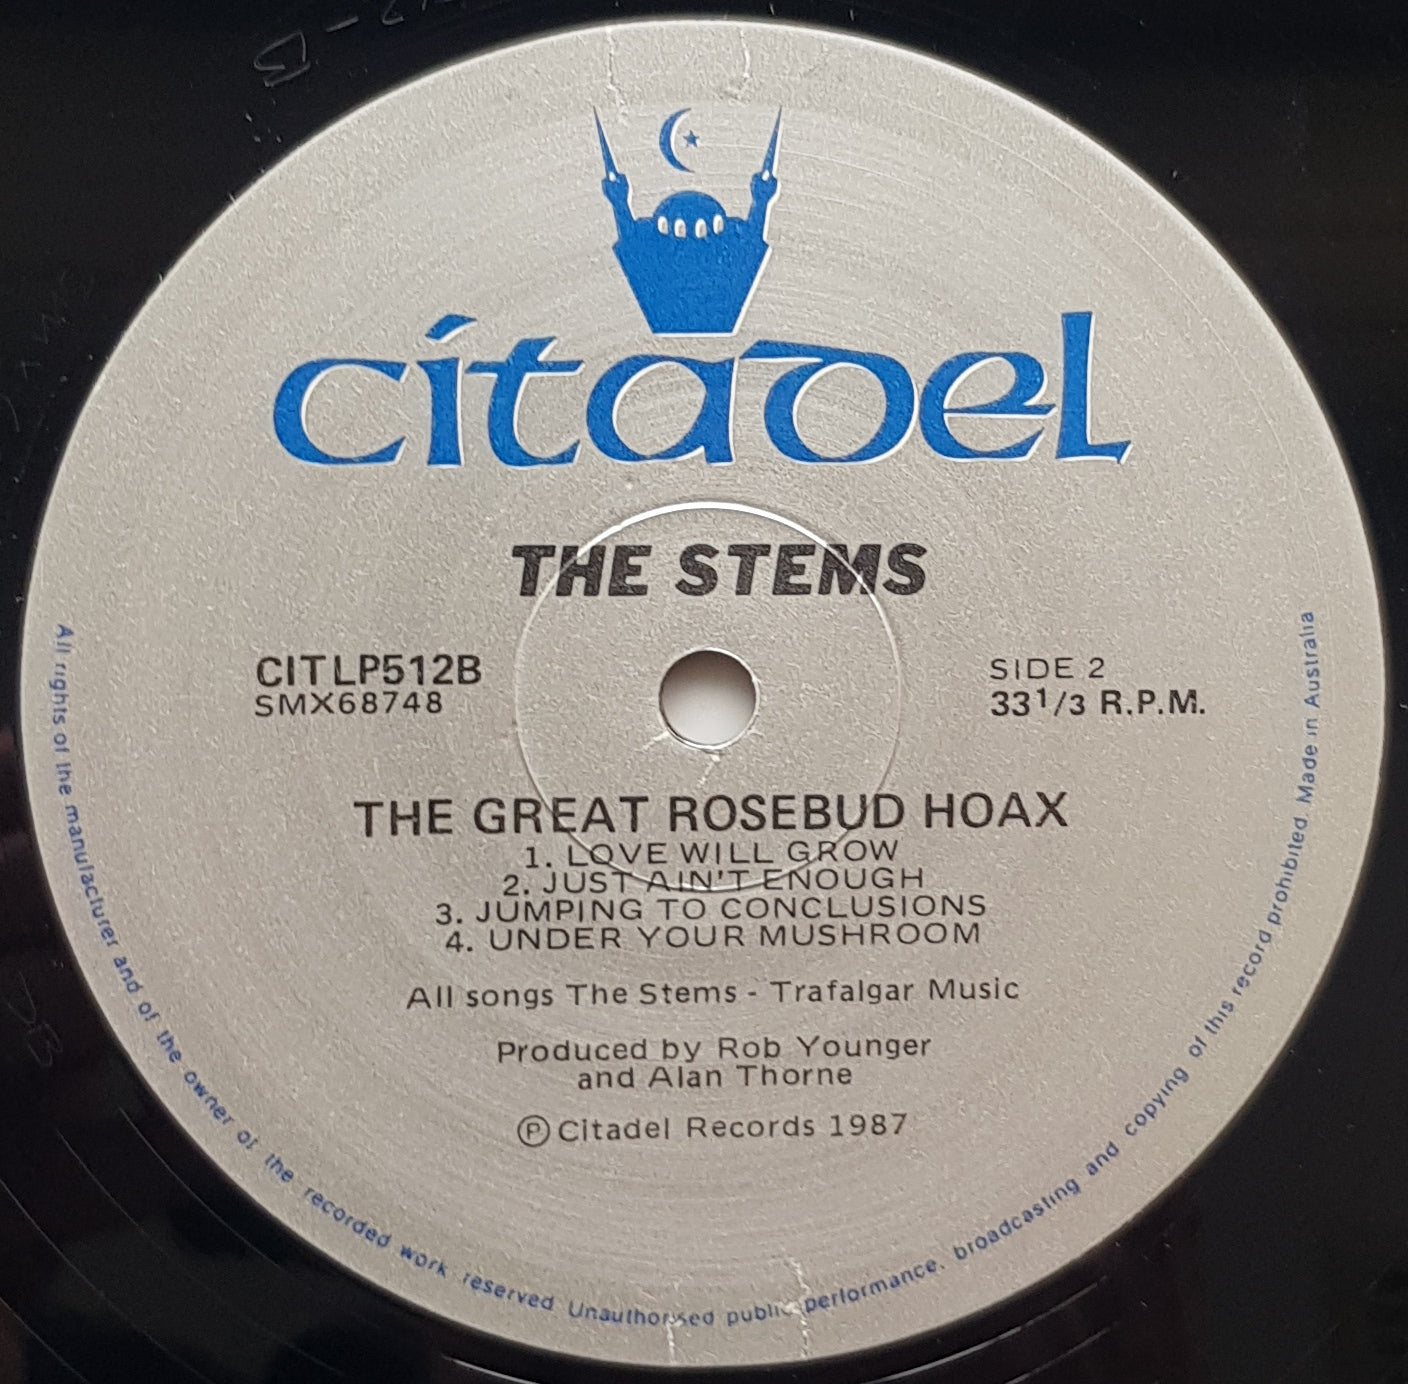 citadel
THE STEMS
CITLP512B
SMX68748
SIDE 2
33 1/3 R.P.M.
THE GREAT ROSEBUD HOAX
1. LOVE WILL GROW
2. JUST AIN'T ENOUGH
3. JUMPING TO CONCLUSIONS
4. UNDER YOUR MUSHROOM
All songs The Stems - Trafalgar Music
Produced by Rob Younger
and Alan Thorne
Ⓟ Citadel Records 1987
All rights of the manufacturer and of the owner of the recorded work reserved Unauthorised public performance, broadcasting and copying of this record prohibited Made in Australia